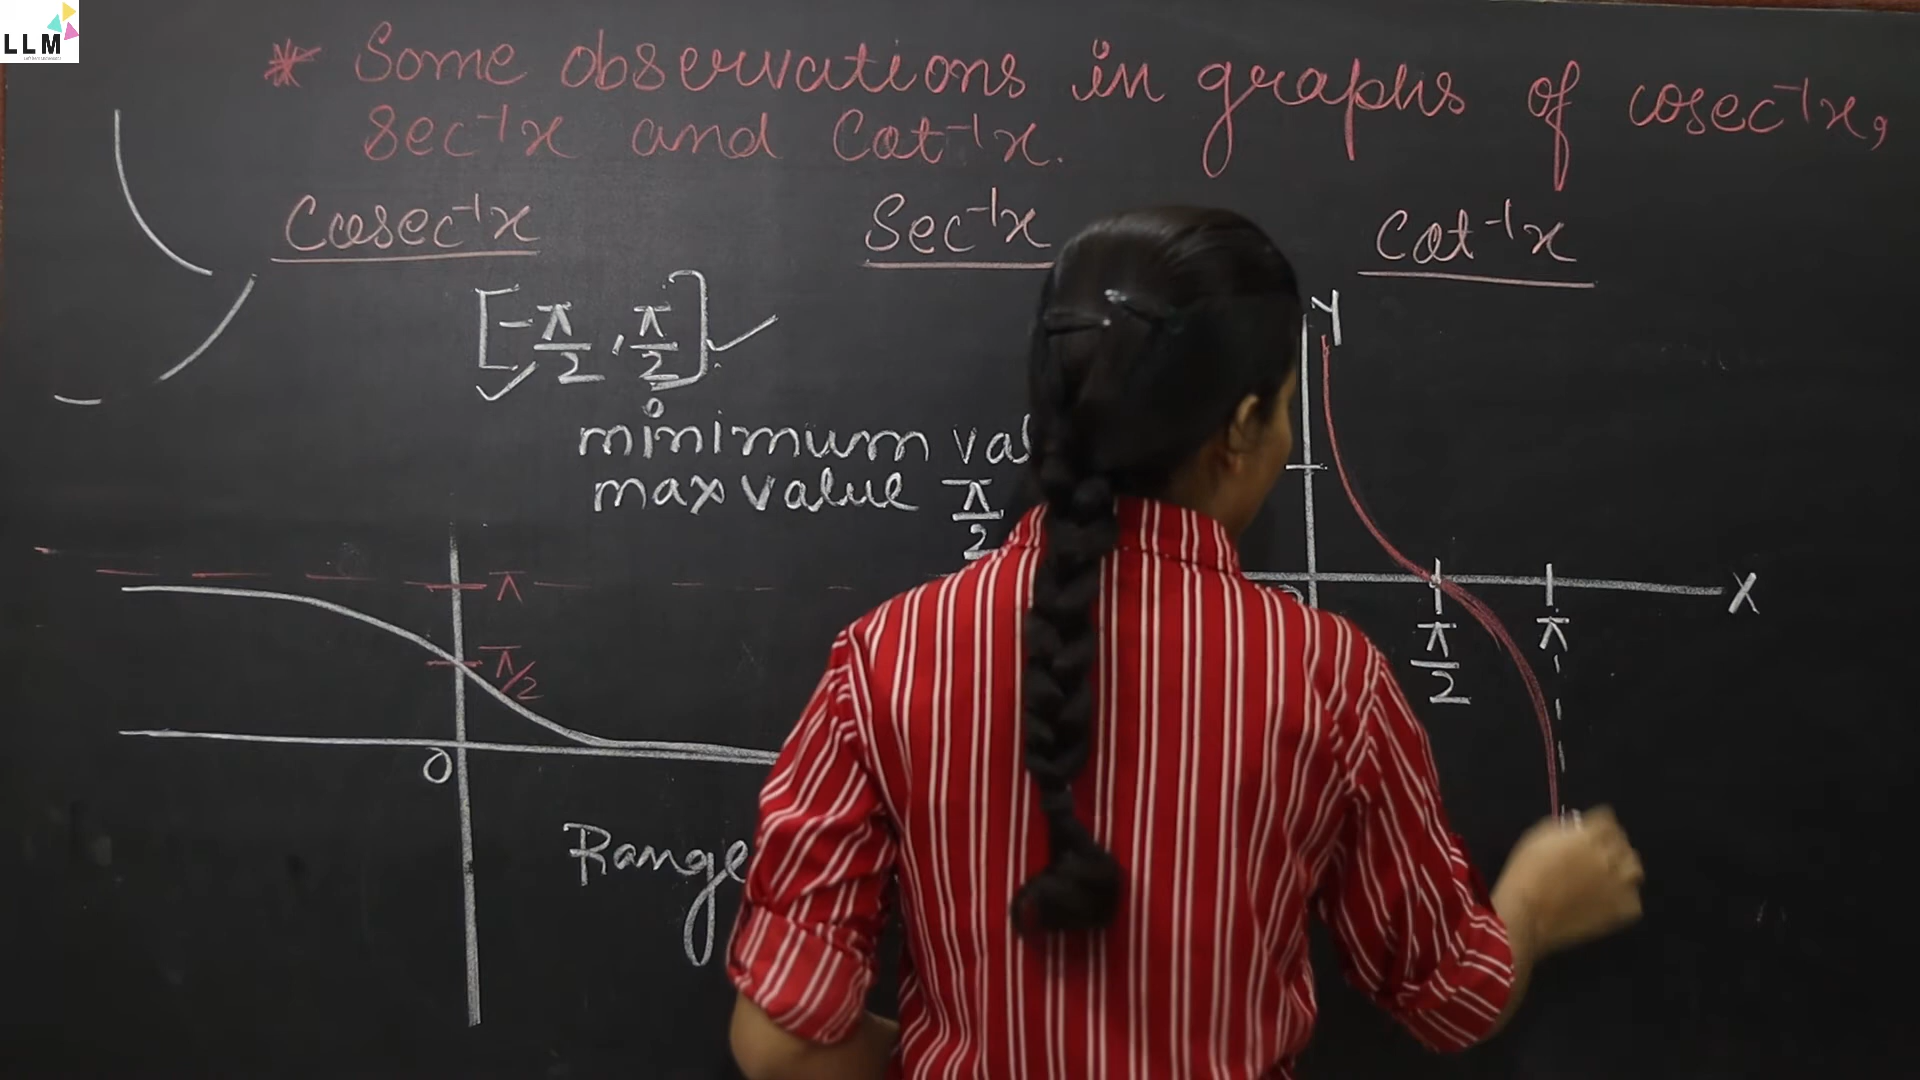 LLM
* Some observations in graphs of cosec⁻¹x,
sec⁻¹x and Cot⁻¹x.
Cosec⁻¹x
Sec⁻¹x
Cot⁻¹x
[-π/2, π/2]
0
minimum val
max value π/2
Y
X
π/2
π
π
π/2
0
Range